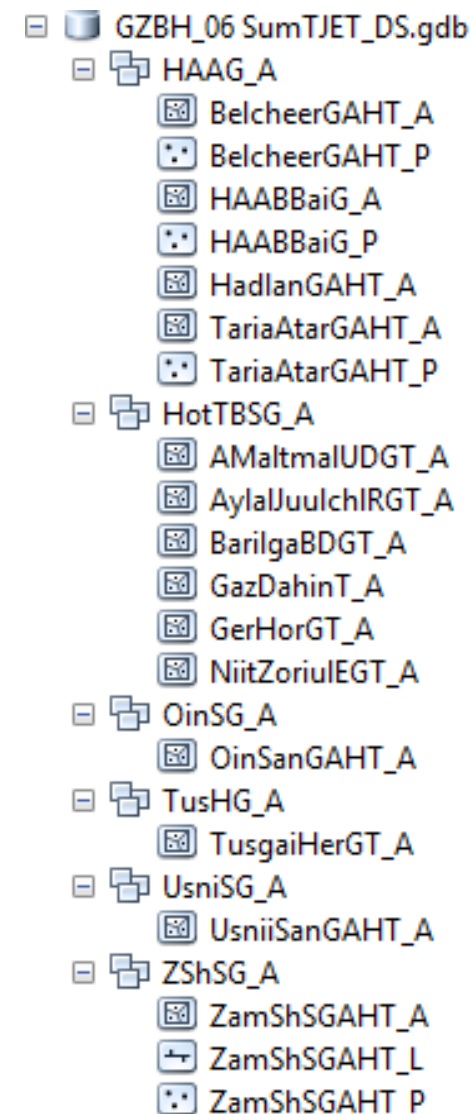 GZBH_06 SumTJET_DS.gdb
HAAG_A
BelcheerGAHT_A
BelcheerGAHT_P
HAABBaiG_A
HAABBaiG_P
HadlanGAHT_A
TariaAtarGAHT_A
TariaAtarGAHT_P
HotTBSG_A
AMaltmalUDGT_A
AylalJuulchlRGT_A
BarilgaBDGT_A
GazDahinT_A
GerHorGT_A
NiitZoriulEGT_A
OinSG_A
OinSanGAHT_A
TusHG_A
TusgaiHerGT_A
UsniSG_A
UsniiSanGAHT_A
ZShSG_A
ZamShSGAHT_A
ZamShSGAHT_L
ZamShSGAHT_P